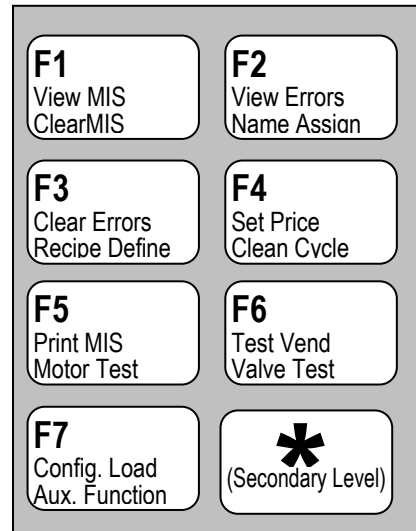 F1
View MIS
ClearMIS
F2
View Errors
Name Assign
F3
Clear Errors
Recipe Define
F4
Set Price
Clean Cycle
F5
Print MIS
Motor Test
F6
Test Vend
Valve Test
F7
Config. Load
Aux. Function
*
(Secondary Level)